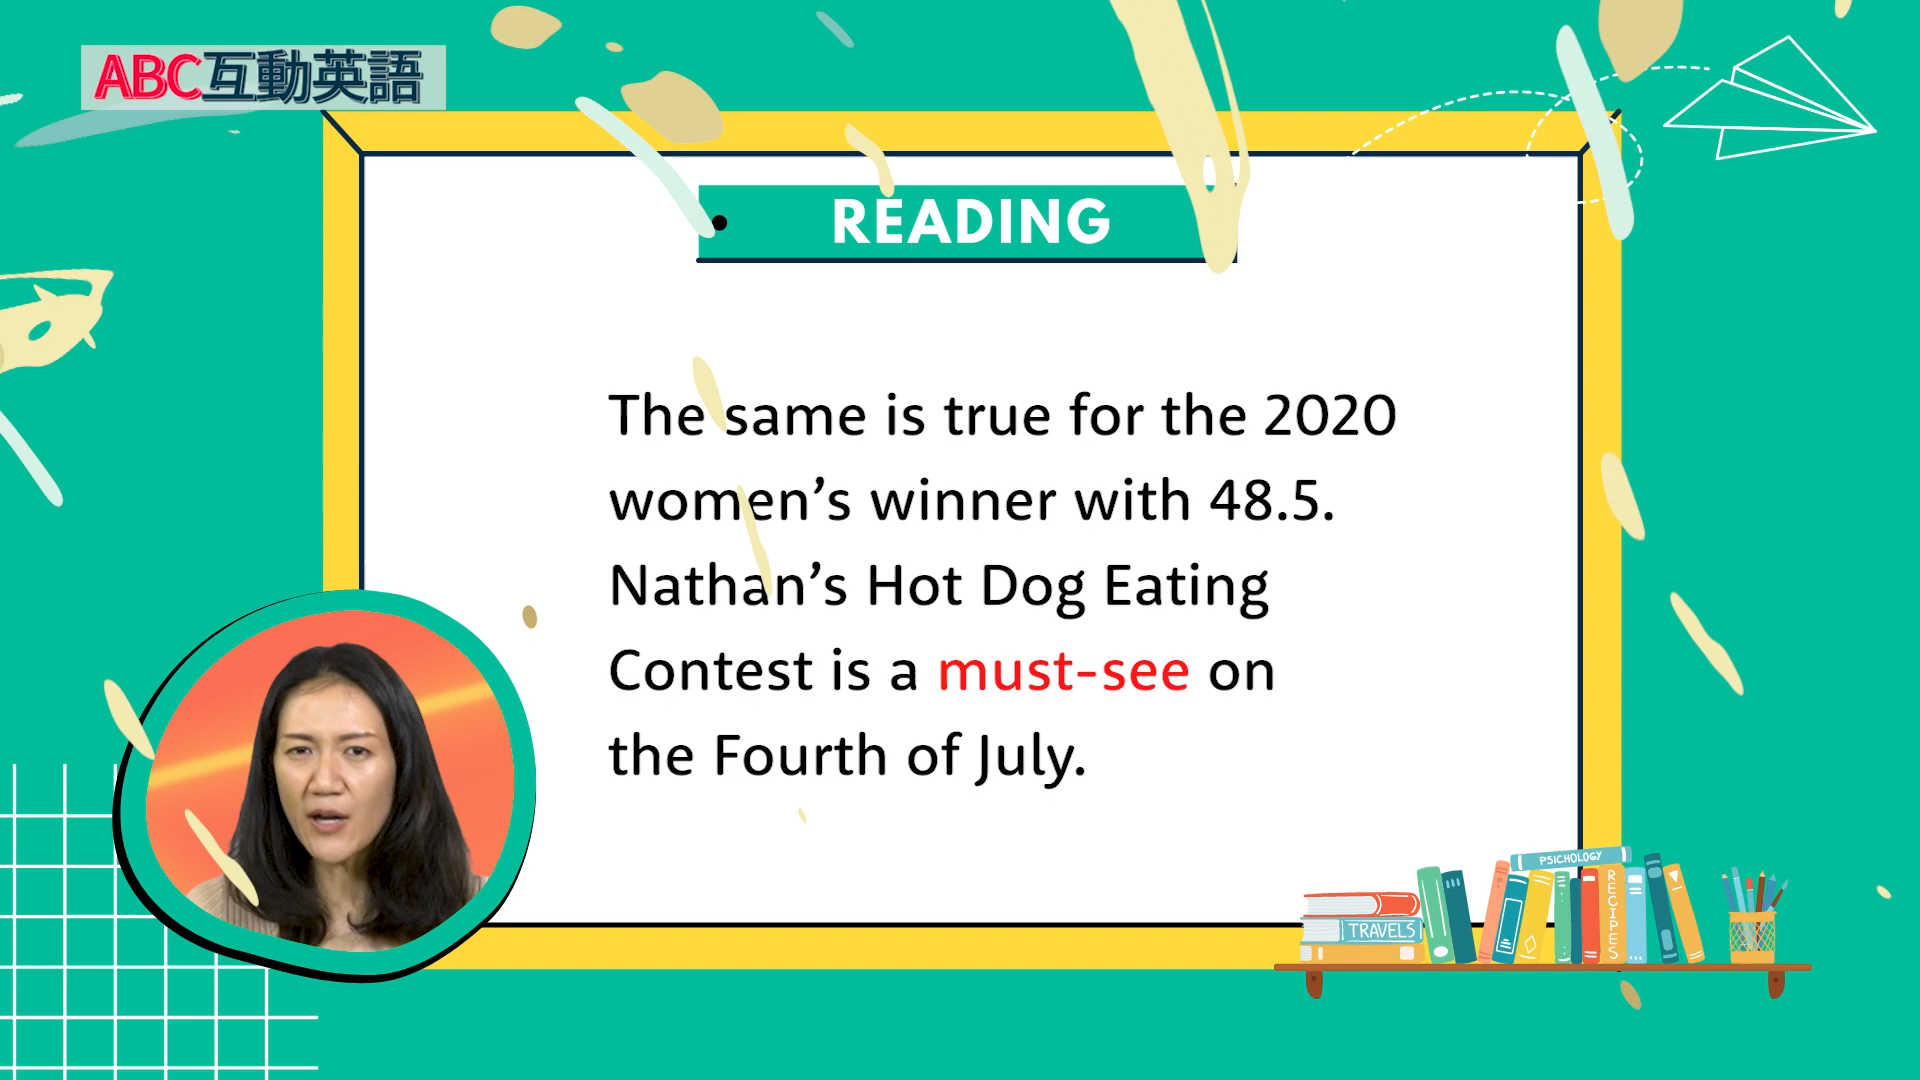 ABC互動英語
READING
The same is true for the 2020
women’s winner with 48.5.
Nathan’s Hot Dog Eating
Contest is a must-see on
the Fourth of July.
PSICHOLOGY
RECIPES
TRAVELS